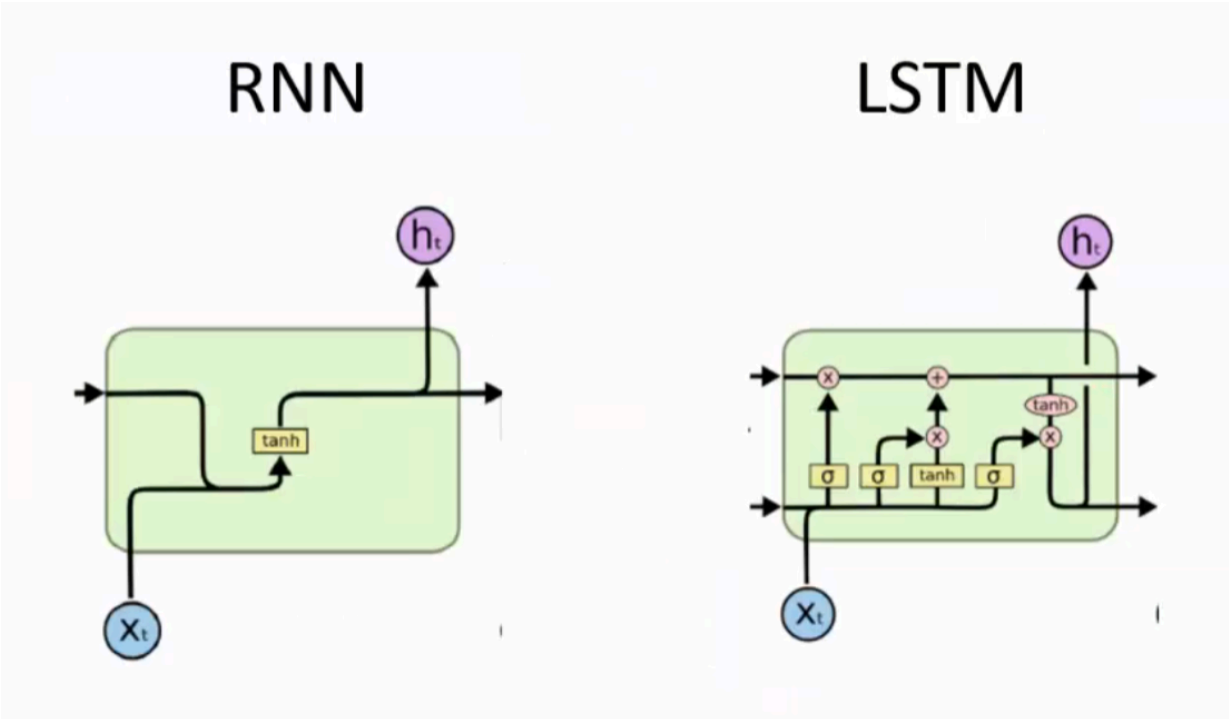 RNN
LSTM
hₜ
tanh
Xₜ
hₜ
x
+
tanh
x
x
σ
σ
tanh
σ
Xₜ